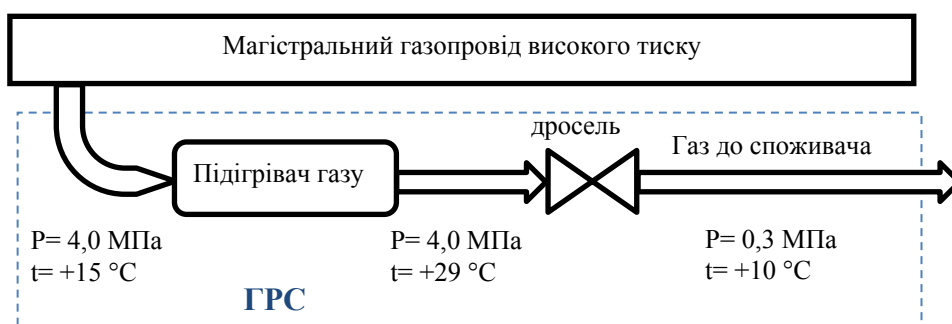 Магістральний газопровід високого тиску
дросель
Газ до споживача
Підігрівач газу
P= 4,0 МПа
t= +15 °C
P= 4,0 МПа
t= +29 °C
P= 0,3 МПа
t= +10 °C
ГРС